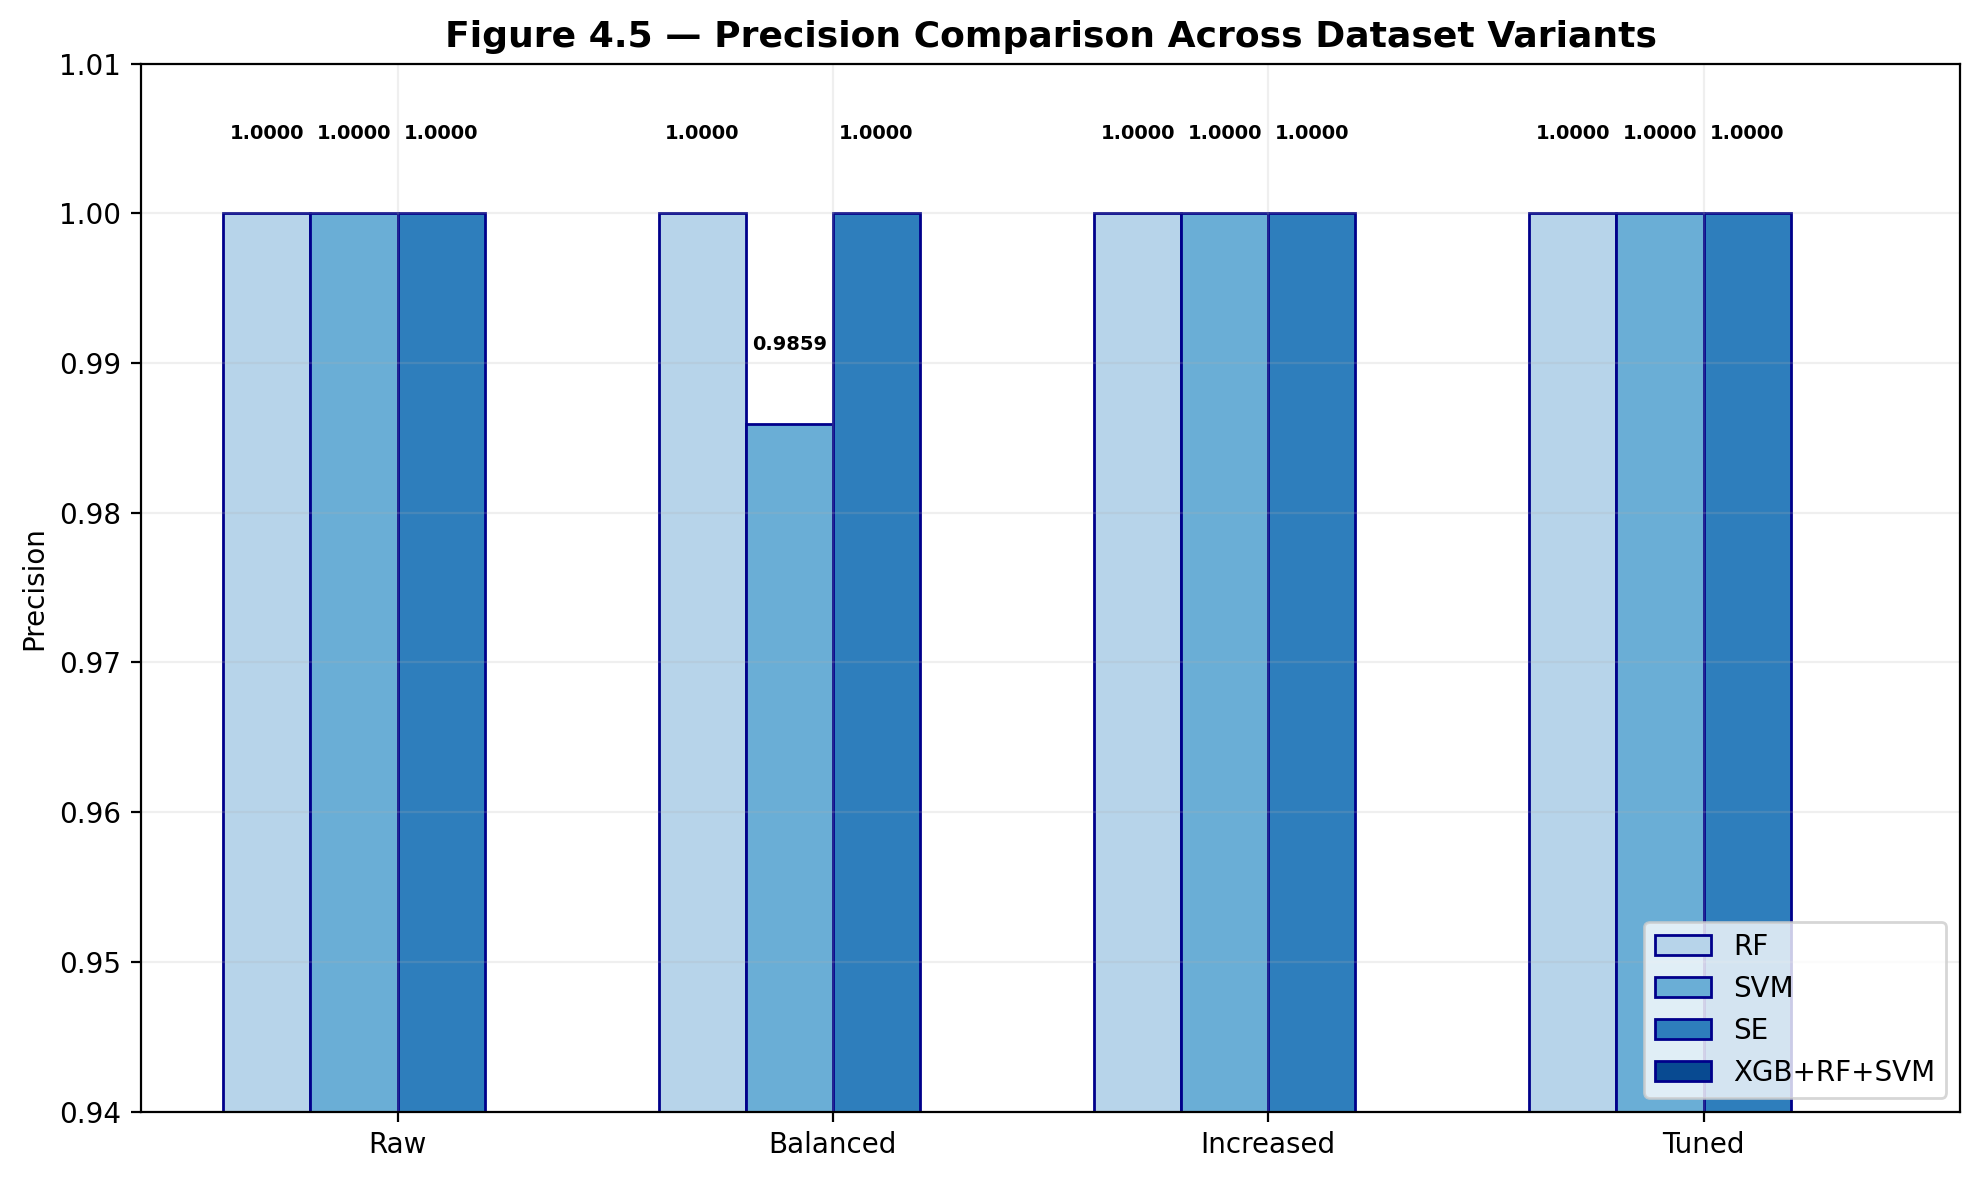 Figure 4.5 — Precision Comparison Across Dataset Variants
1.01
1.0000 1.0000 1.0000 1.0000 1.0000 1.0000 1.0000 1.0000 1.0000 1.0000 1.0000
1.00
0.9859
0.99
0.98
Precision
0.97
0.96
0.95
0.94
RF
SVM
SE
XGB+RF+SVM
Raw Balanced Increased Tuned